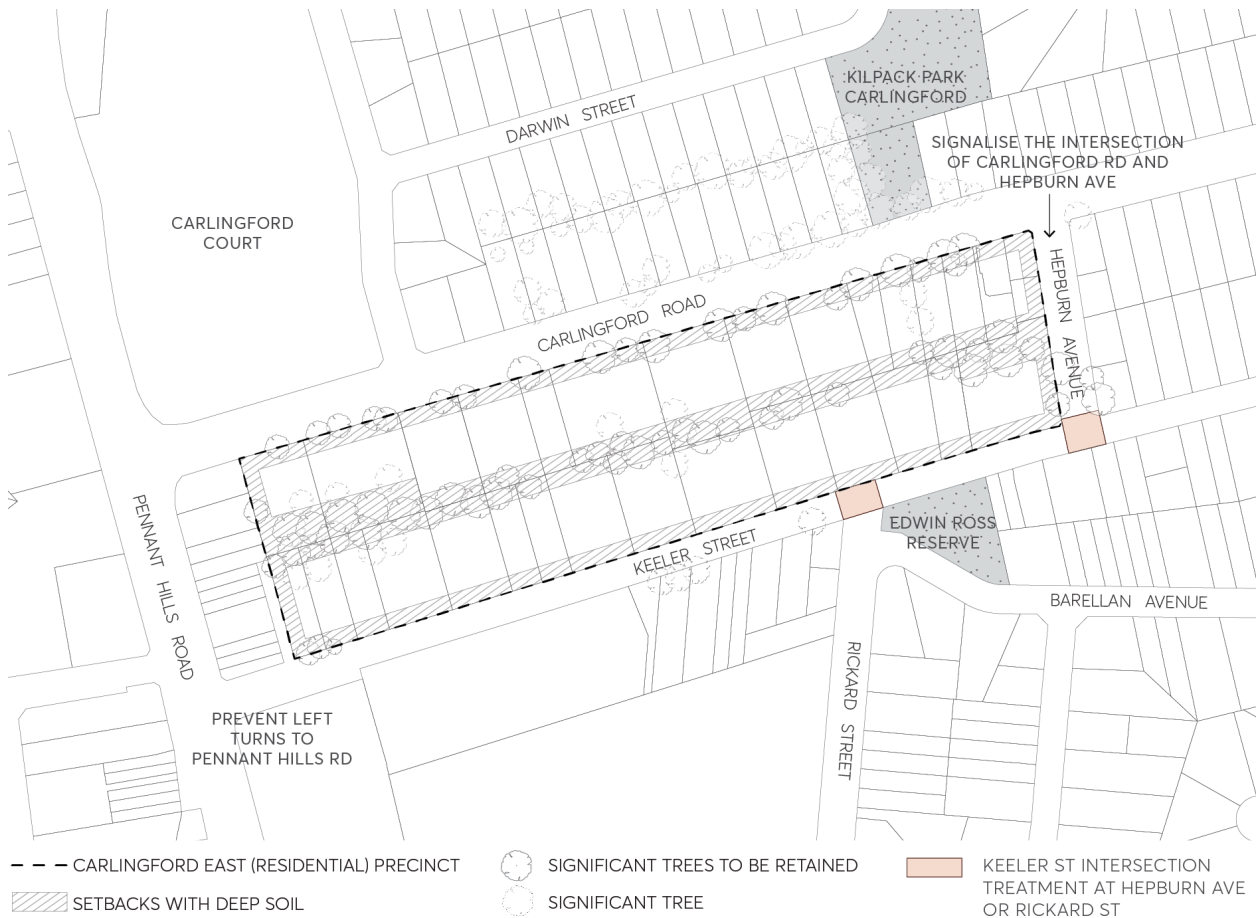 KILPACK PARK
CARLINGFORD
DARWIN STREET
SIGNALISE THE INTERSECTION
OF CARLINGFORD RD AND
HEPBURN AVE
CARLINGFORD
COURT
HEPBURN AVENUE
CARLINGFORD ROAD
PENNANT HILLS ROAD
EDWIN ROSS
RESERVE
KEELER STREET
BARELLAN AVENUE
RICKARD STREET
PREVENT LEFT
TURNS TO
PENNANT HILLS RD
CARLINGFORD EAST (RESIDENTIAL) PRECINCT
SETBACKS WITH DEEP SOIL
SIGNIFICANT TREES TO BE RETAINED
SIGNIFICANT TREE
KEELER ST INTERSECTION
TREATMENT AT HEPBURN AVE
OR RICKARD ST